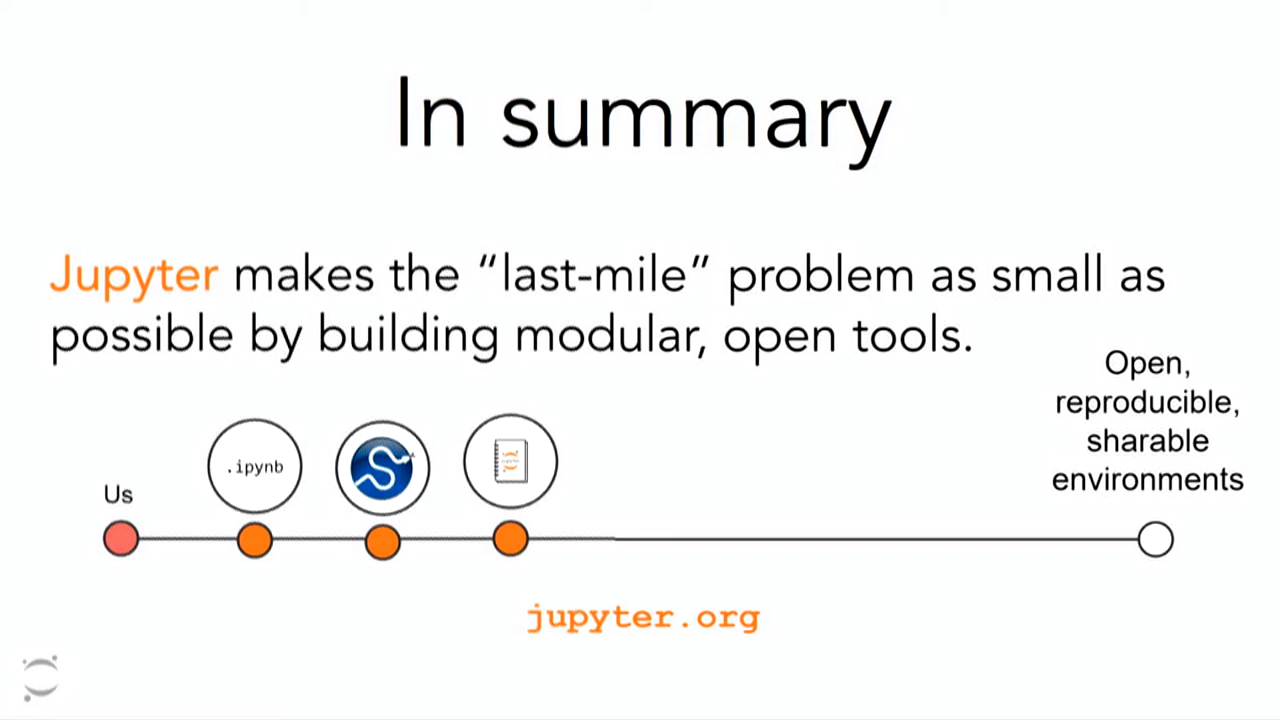 In summary
Jupyter makes the “last-mile” problem as small as
possible by building modular, open tools.
Open,
reproducible,
sharable
environments
.ipynb
Us
jupyter.org